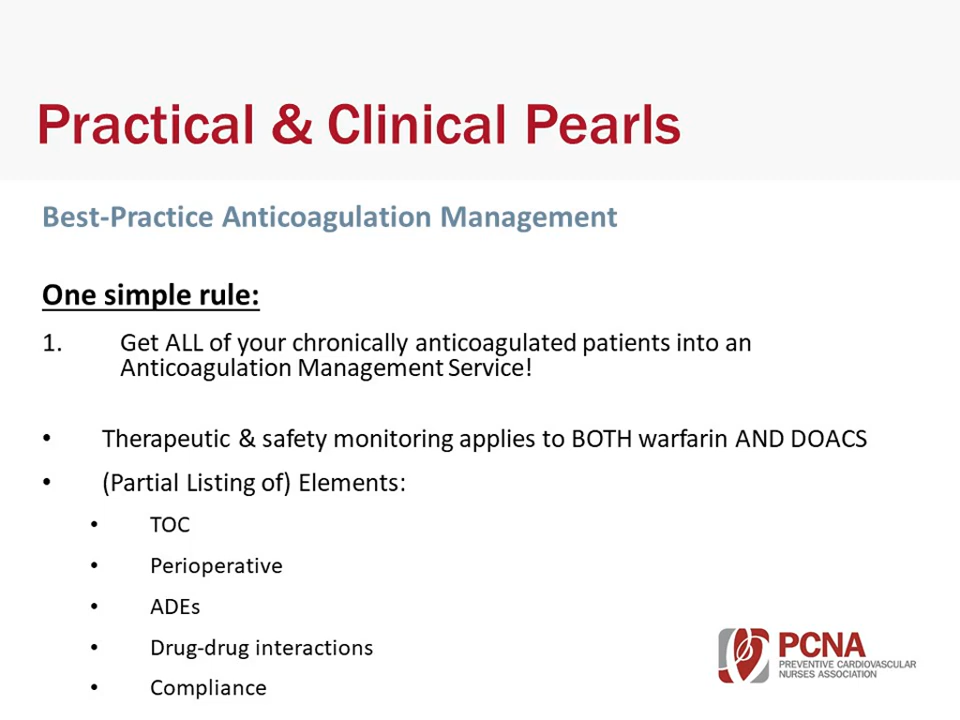 Practical & Clinical Pearls
Best-Practice Anticoagulation Management
One simple rule:
1. Get ALL of your chronically anticoagulated patients into an
Anticoagulation Management Service!
• Therapeutic & safety monitoring applies to BOTH warfarin AND DOACS
• (Partial Listing of) Elements:
• TOC
• Perioperative
• ADEs
• Drug-drug interactions
• Compliance
PCNA
PREVENTIVE CARDIOVASCULAR
NURSES ASSOCIATION